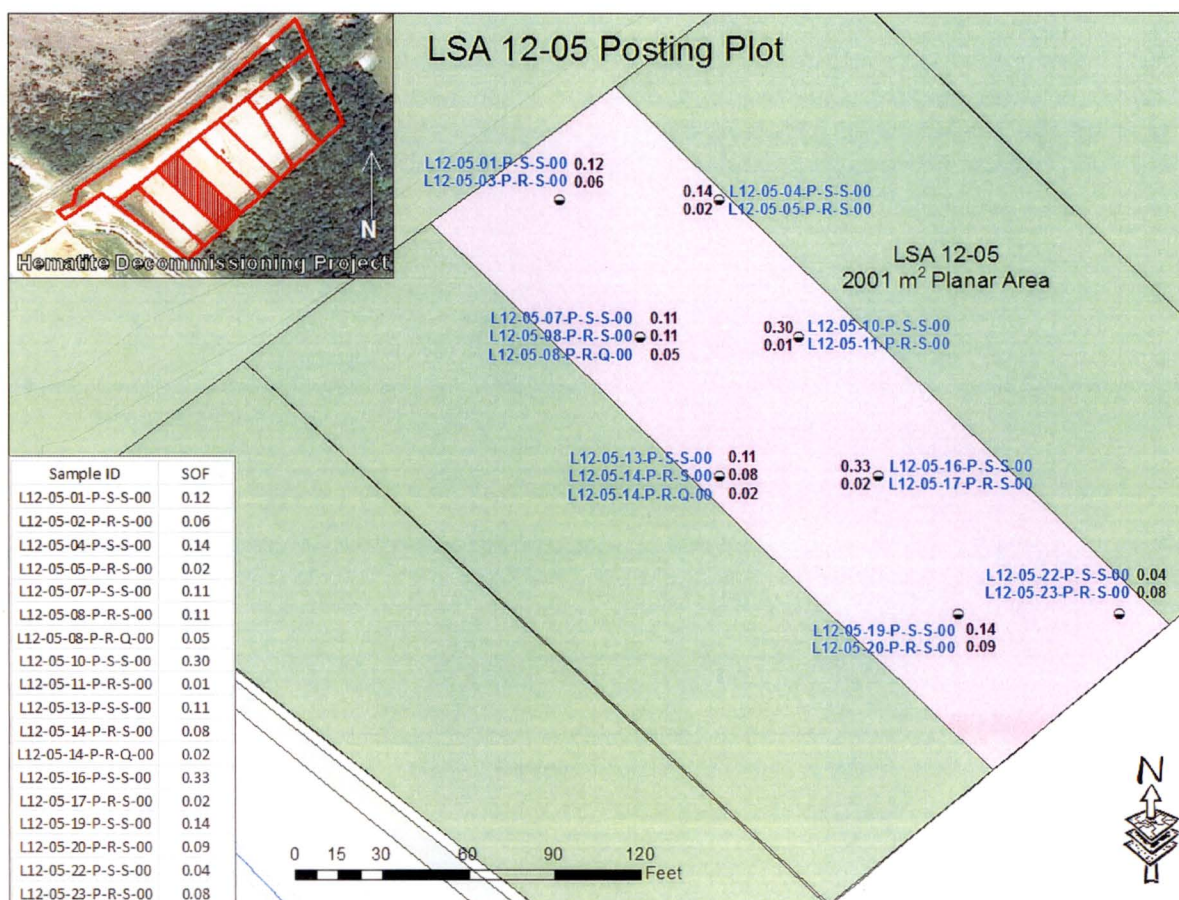 LSA 12-05 Posting Plot
N
Hematite Decommissioning Project
L12-05-01-P-S-S-00 0.12
L12-05-03-P-R-S-00 0.06
0.14 L12-05-04-P-S-S-00
0.02 L12-05-05-P-R-S-00
LSA 12-05
2001 m² Planar Area
L12-05-07-P-S-S-00 0.11
L12-05-08-P-R-S-00 0.11
L12-05-08-P-R-Q-00 0.05
0.30 L12-05-10-P-S-S-00
0.01 L12-05-11-P-R-S-00
L12-05-13-P-S-S-00 0.11
L12-05-14-P-R-S-00 0.08
L12-05-14-P-R-Q-00 0.02
0.33 L12-05-16-P-S-S-00
0.02 L12-05-17-P-R-S-00
L12-05-22-P-S-S-00 0.04
L12-05-23-P-R-S-00 0.08
L12-05-19-P-S-S-00 0.14
L12-05-20-P-R-S-00 0.09
Sample ID SOF
L12-05-01-P-S-S-00 0.12
L12-05-02-P-R-S-00 0.06
L12-05-04-P-S-S-00 0.14
L12-05-05-P-R-S-00 0.02
L12-05-07-P-S-S-00 0.11
L12-05-08-P-R-S-00 0.11
L12-05-08-P-R-Q-00 0.05
L12-05-10-P-S-S-00 0.30
L12-05-11-P-R-S-00 0.01
L12-05-13-P-S-S-00 0.11
L12-05-14-P-R-S-00 0.08
L12-05-14-P-R-Q-00 0.02
L12-05-16-P-S-S-00 0.33
L12-05-17-P-R-S-00 0.02
L12-05-19-P-S-S-00 0.14
L12-05-20-P-R-S-00 0.09
L12-05-22-P-S-S-00 0.04
L12-05-23-P-R-S-00 0.08
0 15 30 60 90 120
Feet
N